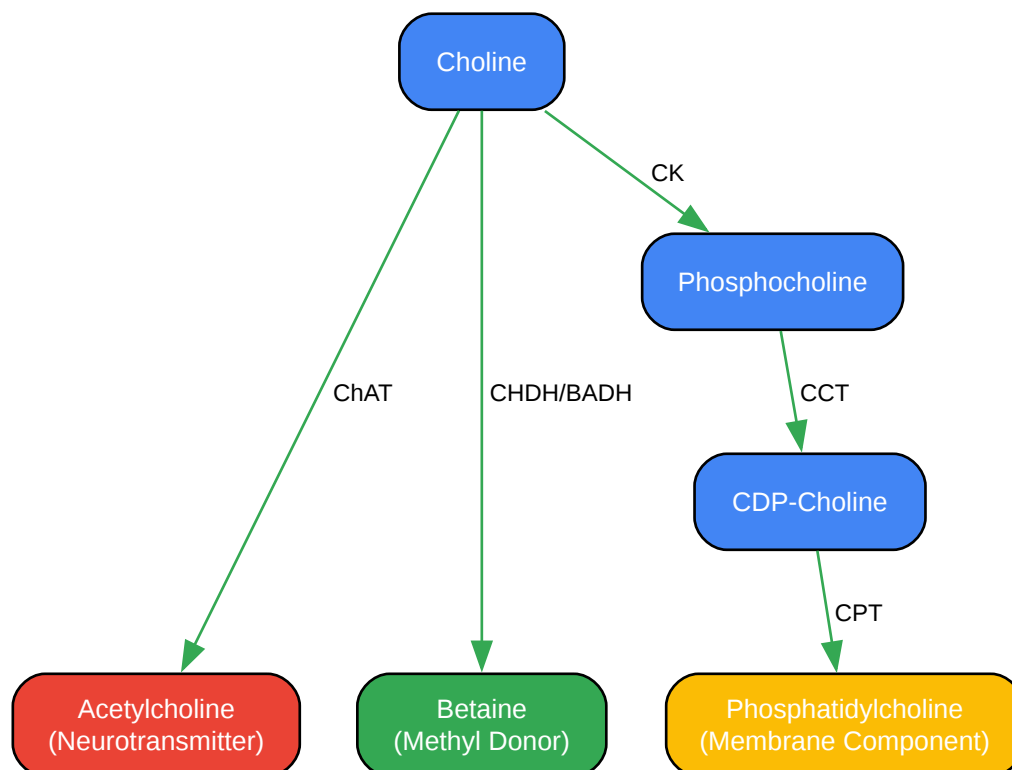 Choline
CK
Phosphocholine
ChAT
CHDH/BADH
CCT
CDP-Choline
CPT
Acetylcholine
(Neurotransmitter)
Betaine
(Methyl Donor)
Phosphatidylcholine
(Membrane Component)